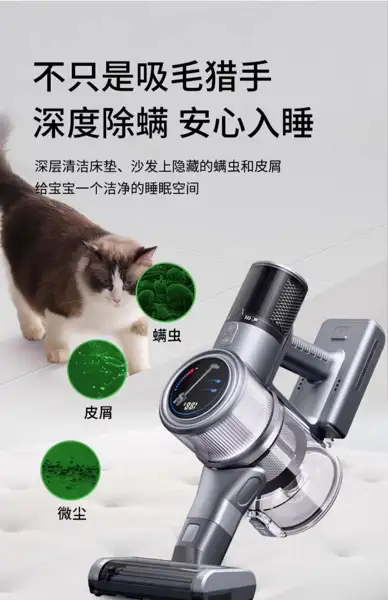 不只是吸毛猎手
深度除螨 安心入睡
深层清洁床垫、沙发上隐藏的螨虫和皮屑
给宝宝一个洁净的睡眠空间
螨虫
皮屑
微尘